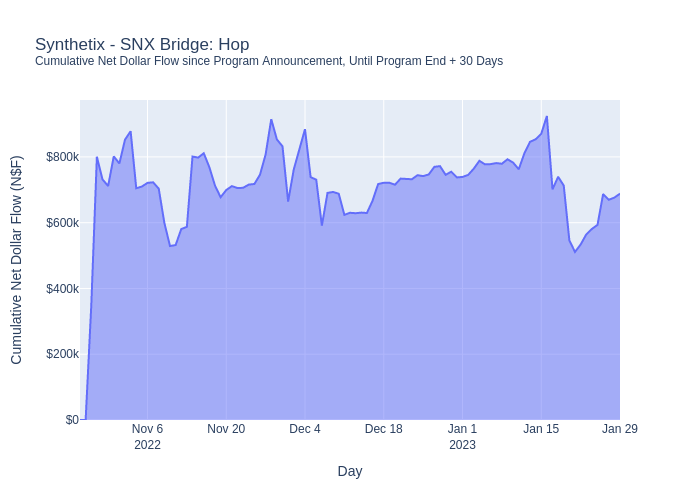 Synthetix - SNX Bridge: Hop
Cumulative Net Dollar Flow since Program Announcement, Until Program End + 30 Days
Cumulative Net Dollar Flow (N$F)
$800k
$600k
$400k
$200k
$0
Nov 6 Nov 20 Dec 4 Dec 18 Jan 1 Jan 15 Jan 29
2022 2023
Day